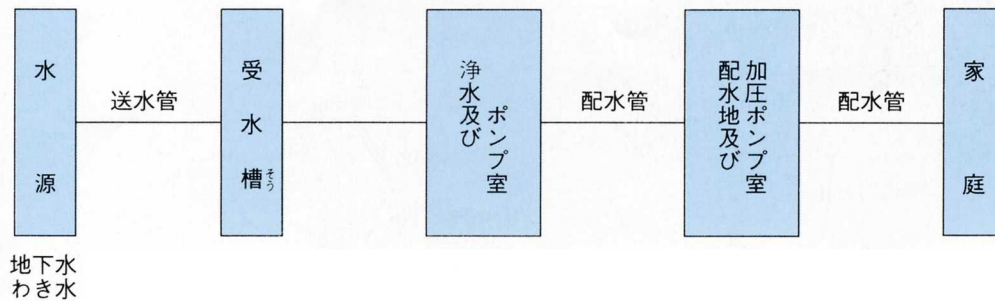 水源
地下水
わき水
送水管
受水槽
そう
浄水及び
ポンプ室
配水管
加圧ポンプ室
配水地及び
配水管
家庭